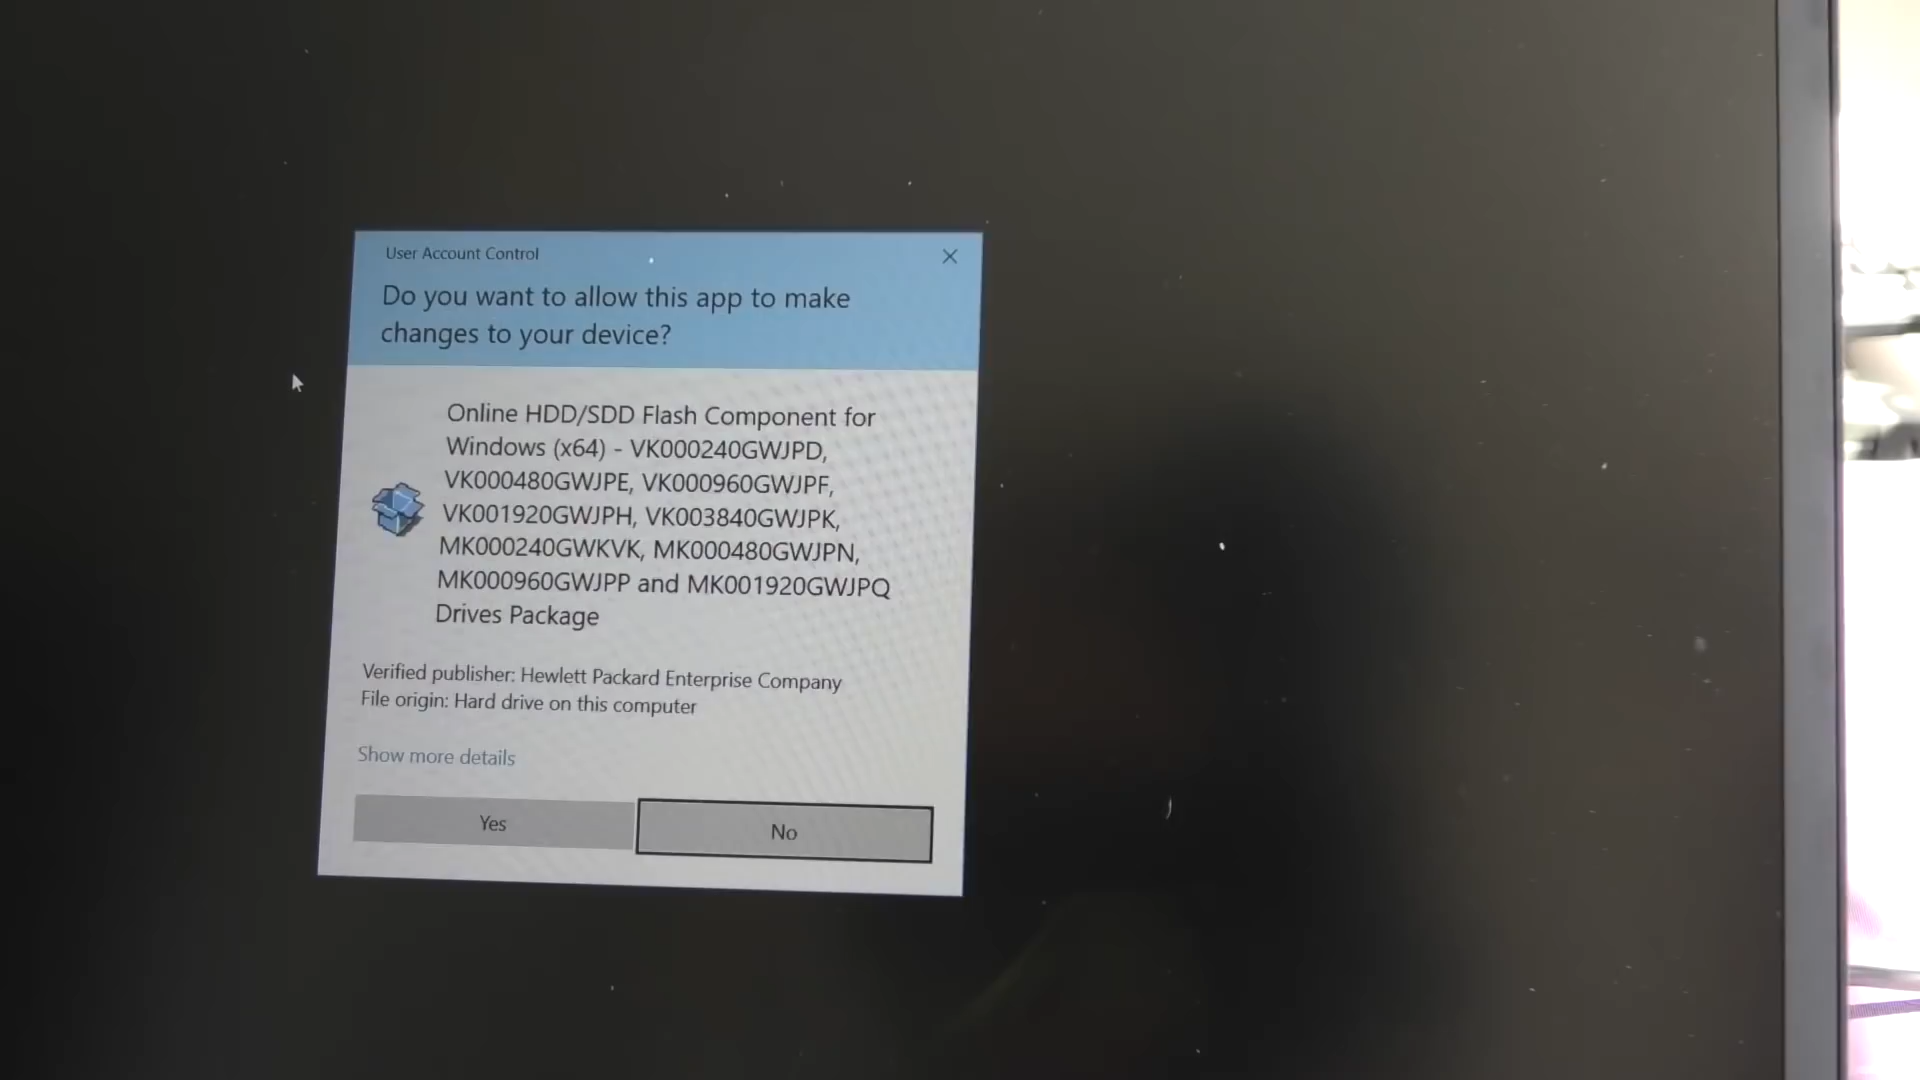 User Account Control
Do you want to allow this app to make
changes to your device?
Online HDD/SDD Flash Component for
Windows (x64) - VK000240GWJPD,
VK000480GWJPE, VK000960GWJPF,
VK001920GWJPH, VK003840GWJPK,
MK000240GWKVK, MK000480GWJPN,
MK000960GWJPP and MK001920GWJPQ
Drives Package
Verified publisher: Hewlett Packard Enterprise Company
File origin: Hard drive on this computer
Show more details
Yes
No